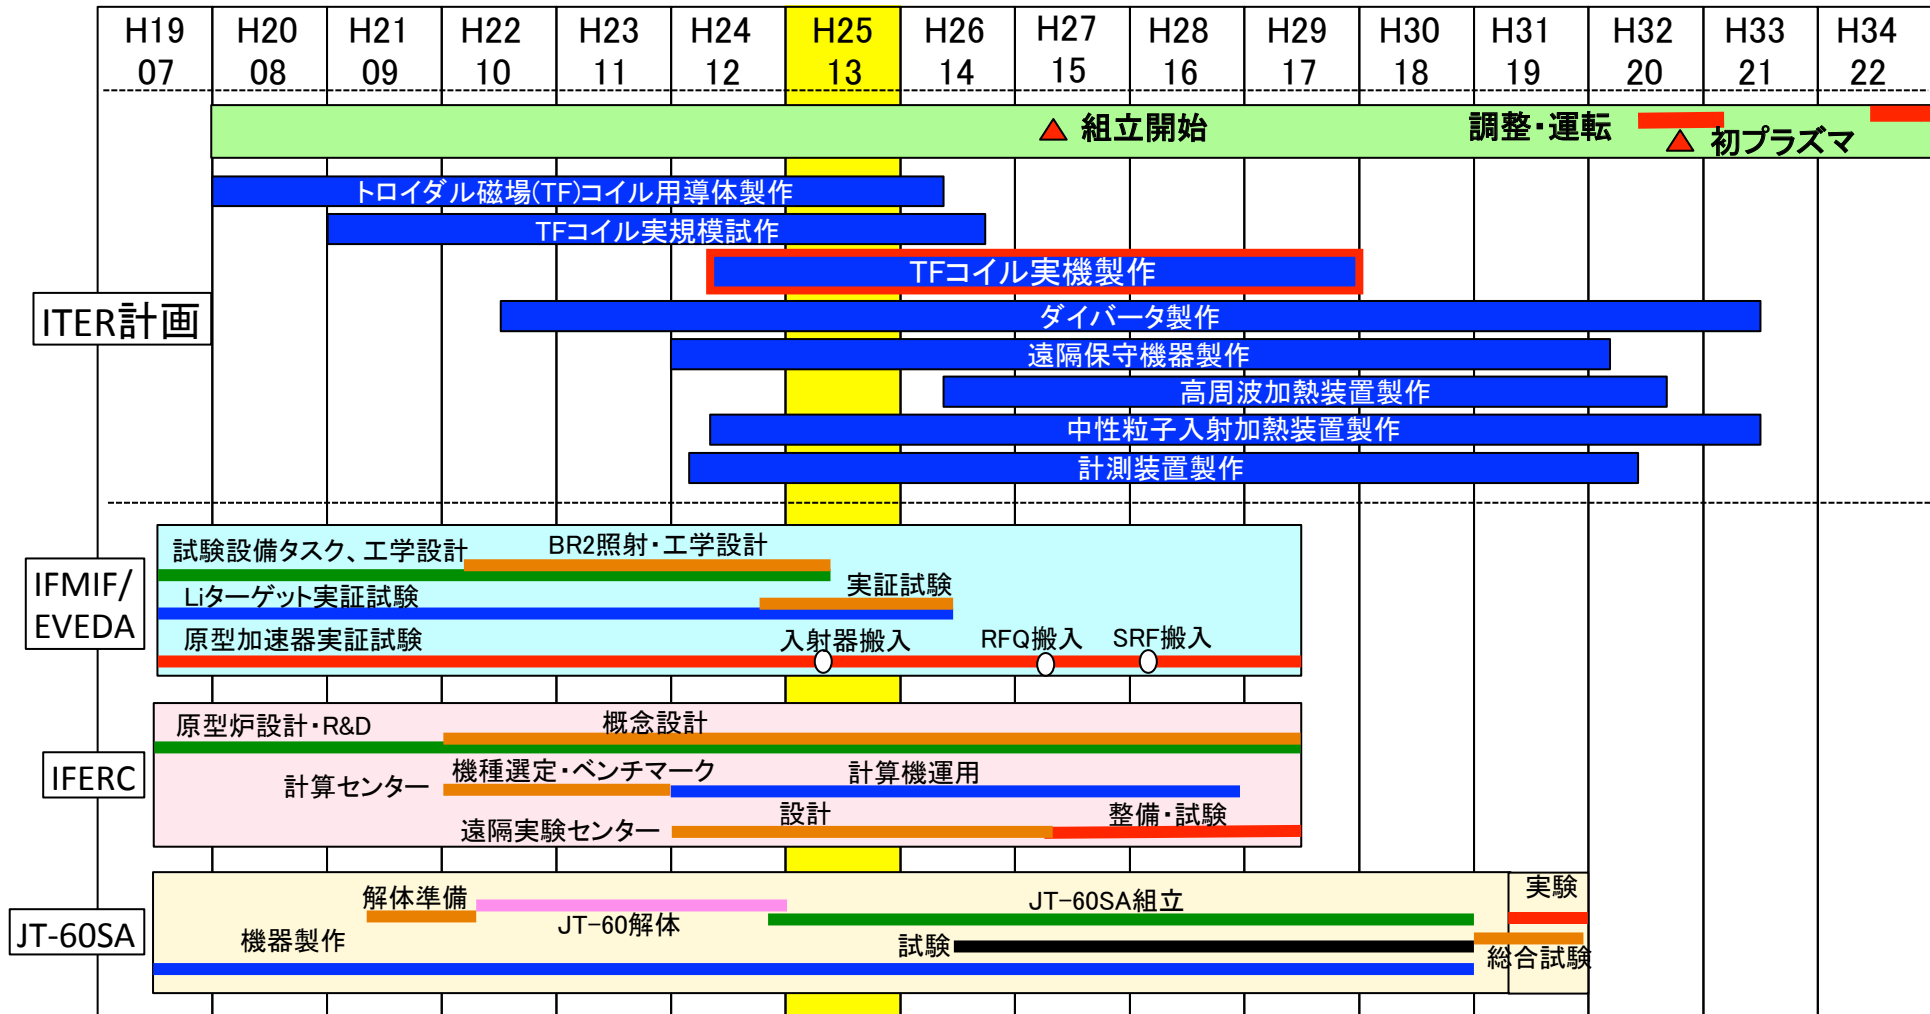 H19 H20 H21 H22 H23 H24 H25 H26 H27 H28 H29 H30 H31 H32 H33 H34
07 08 09 10 11 12 13 14 15 16 17 18 19 20 21 22
組立開始 調整・運転 初プラズマ
トロイダル磁場(TF)コイル用導体製作
TFコイル実規模試作
TFコイル実機製作
ITER計画
ダイバータ製作
遠隔保守機器製作
高周波加熱装置製作
中性粒子入射加熱装置製作
計測装置製作
IFMIF/
EVEDA
試験設備タスク、工学設計 BR2照射・工学設計
Liターゲット実証試験 実証試験
原型加速器実証試験 入射器搬入 RFQ搬入 SRF搬入
IFERC
原型炉設計・R&D 概念設計
計算センター 機種選定・ベンチマーク 計算機運用
遠隔実験センター 設計 整備・試験
JT-60SA
解体準備 JT-60SA組立 実験
機器製作 JT-60解体 試験 総合試験